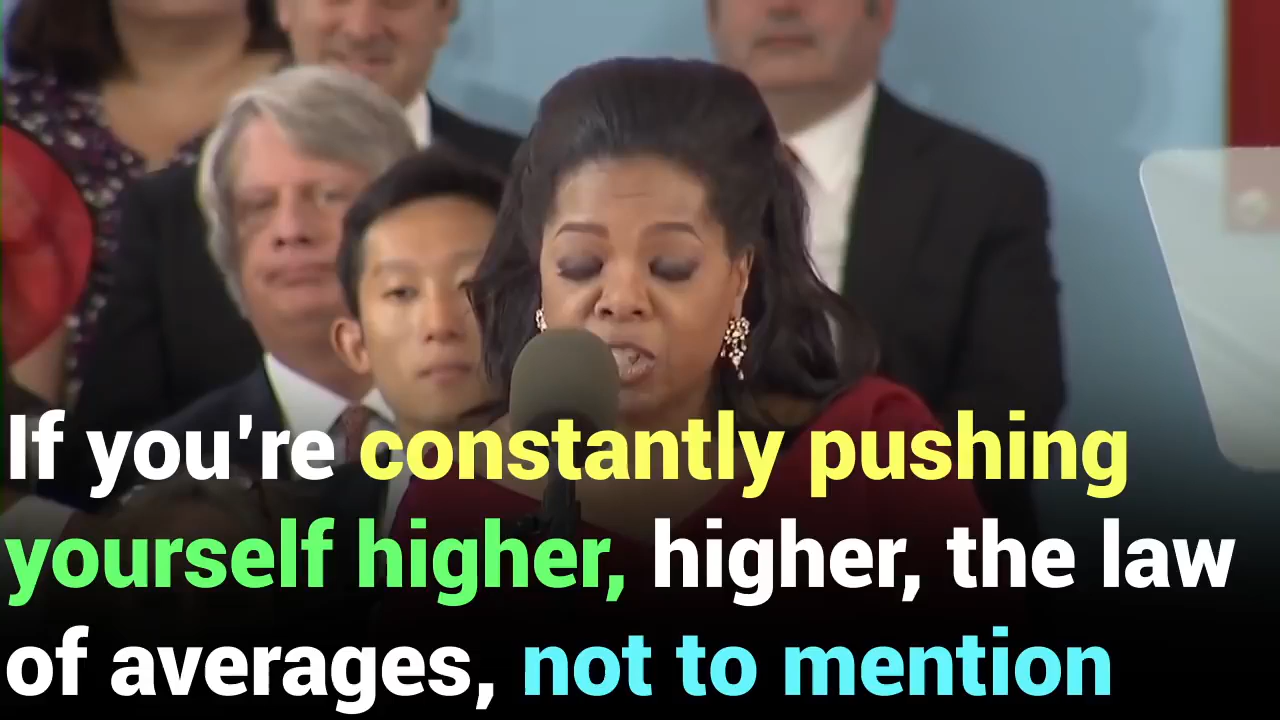 If you're constantly pushing
yourself higher, higher, the law
of averages, not to mention